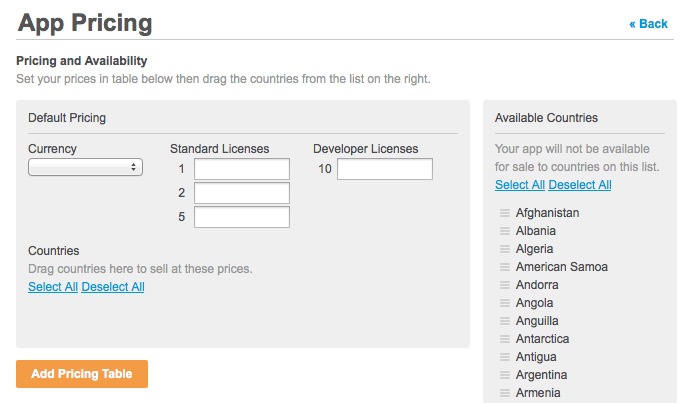 App Pricing
« Back
Pricing and Availability
Set your prices in table below then drag the countries from the list on the right.
Default Pricing
Currency
Standard Licenses
Developer Licenses
1
10
2
5
Countries
Drag countries here to sell at these prices.
Select All Deselect All
Add Pricing Table
Available Countries
Your app will not be available
for sale to countries on this list.
Select All Deselect All
Afghanistan
Albania
Algeria
American Samoa
Andorra
Angola
Anguilla
Antarctica
Antigua
Argentina
Armenia